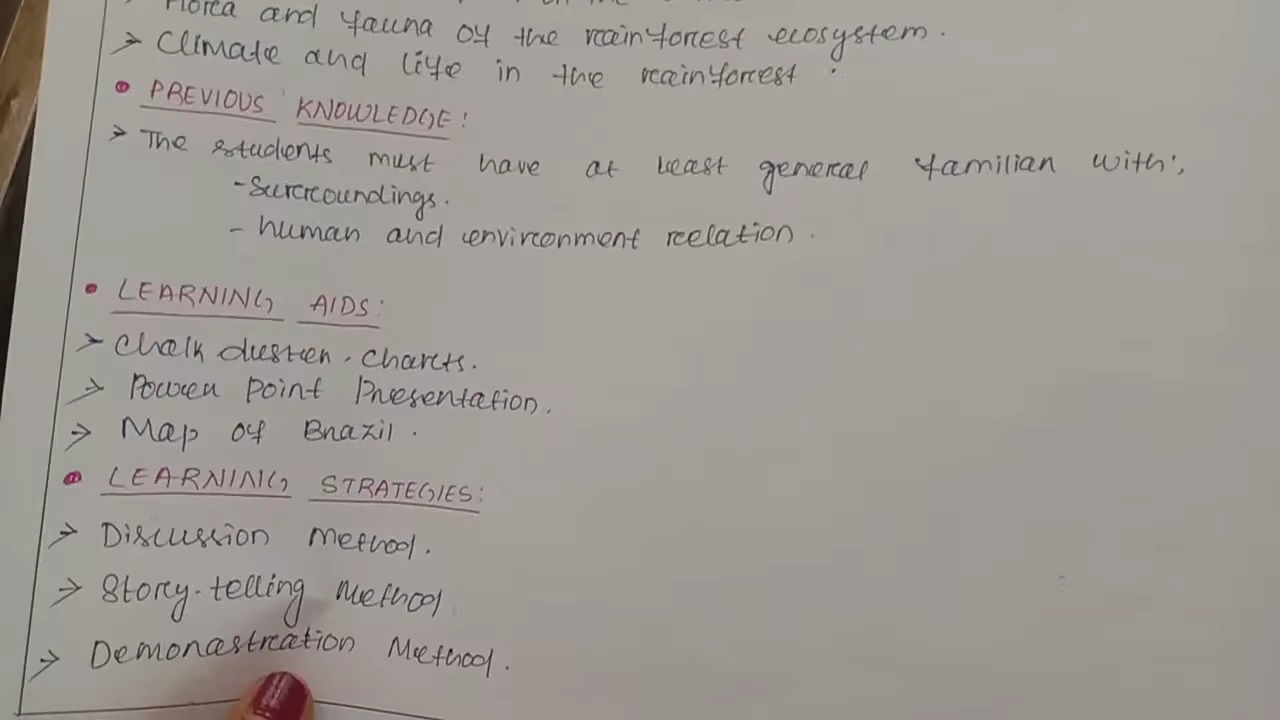 Flora and fauna of the rainforest ecosystem.
> Climate and life in the rainforest.
• PREVIOUS KNOWLEDGE:
> The students must have at least general familian with;
- Surroundings.
- human and environment relation.
• LEARNING AIDS:
> Chalk duster, charts.
> Power Point Presentation.
> Map of Brazil.
• LEARNING STRATEGIES:
> Discussion Method.
> Story-telling Method
> Demonastration Method.